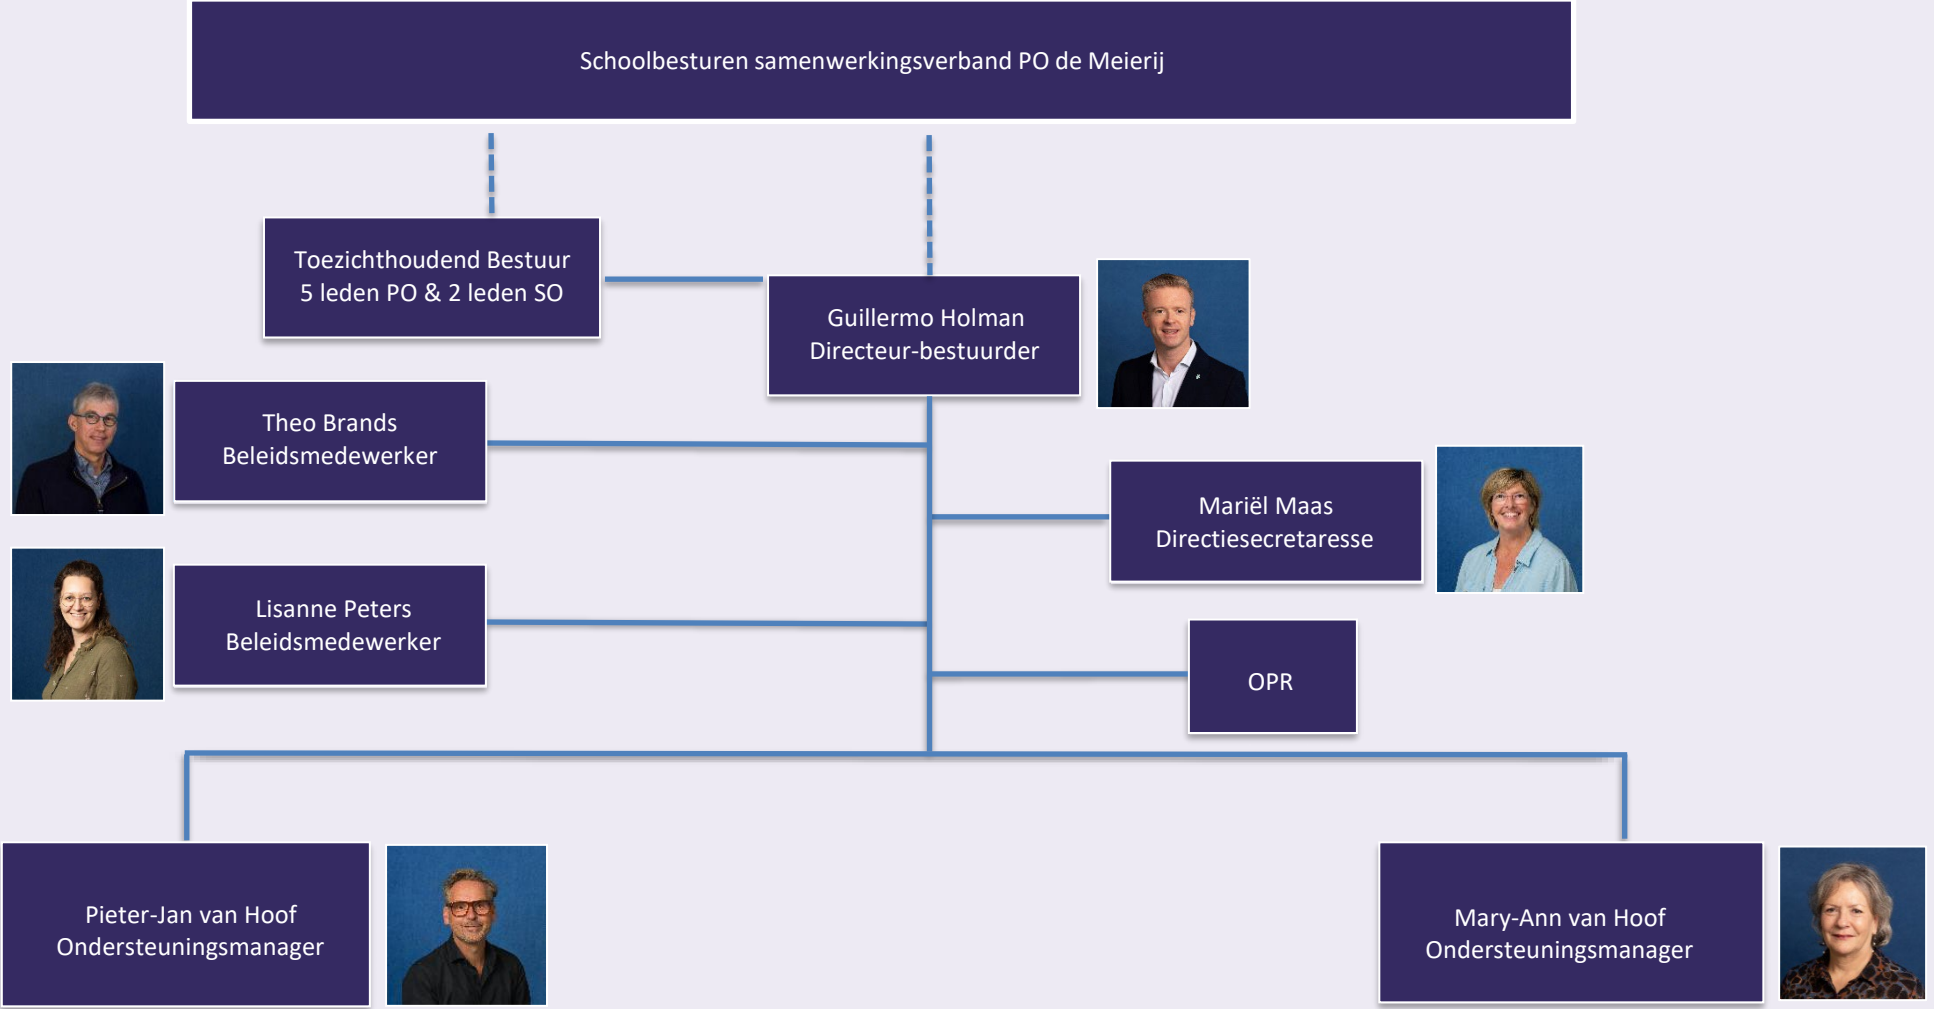 Schoolbesturen samenwerkingsverband PO de Meierij
Toezichthoudend Bestuur
5 leden PO & 2 leden SO
Guillermo Holman
Directeur-bestuurder
Theo Brands
Beleidsmedewerker
Mariël Maas
Directiesecretaresse
Lisanne Peters
Beleidsmedewerker
OPR
Pieter-Jan van Hoof
Ondersteuningsmanager
Mary-Ann van Hoof
Ondersteuningsmanager